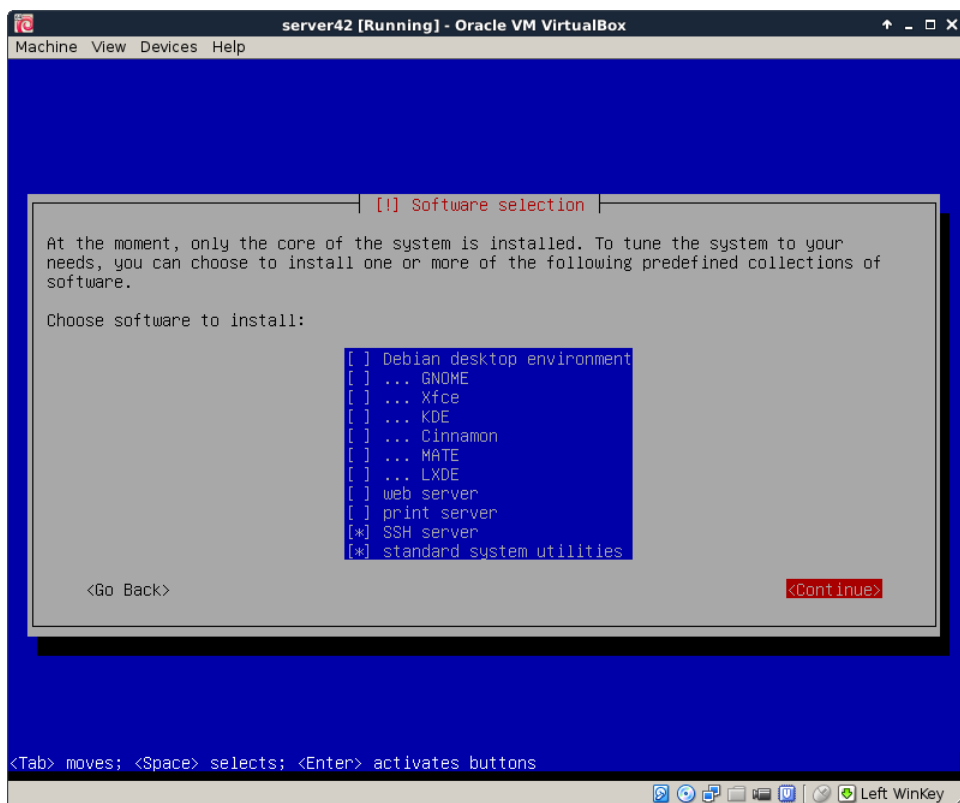 server42 [Running] - Oracle VM VirtualBox
Machine View Devices Help
[!] Software selection
At the moment, only the core of the system is installed. To tune the system to your
needs, you can choose to install one or more of the following predefined collections of
software.
Choose software to install:
[ ] Debian desktop environment
[ ] ... GNOME
[ ] ... Xfce
[ ] ... KDE
[ ] ... Cinnamon
[ ] ... MATE
[ ] ... LXDE
[ ] web server
[ ] print server
[*] SSH server
[*] standard system utilities
<Go Back> <Continue>
<Tab> moves; <Space> selects; <Enter> activates buttons
Left WinKey